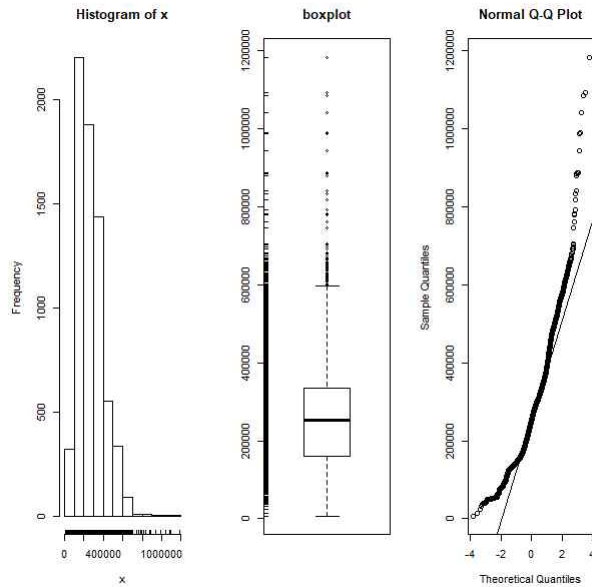 Histogram of x
Frequency
2000
1500
1000
500
0
0 400000 1000000
x
boxplot
1200000
1000000
800000
600000
400000
200000
0
Normal Q-Q Plot
Sample Quantiles
1200000
1000000
800000
600000
400000
200000
0
-4 -2 0 2 4
Theoretical Quantiles